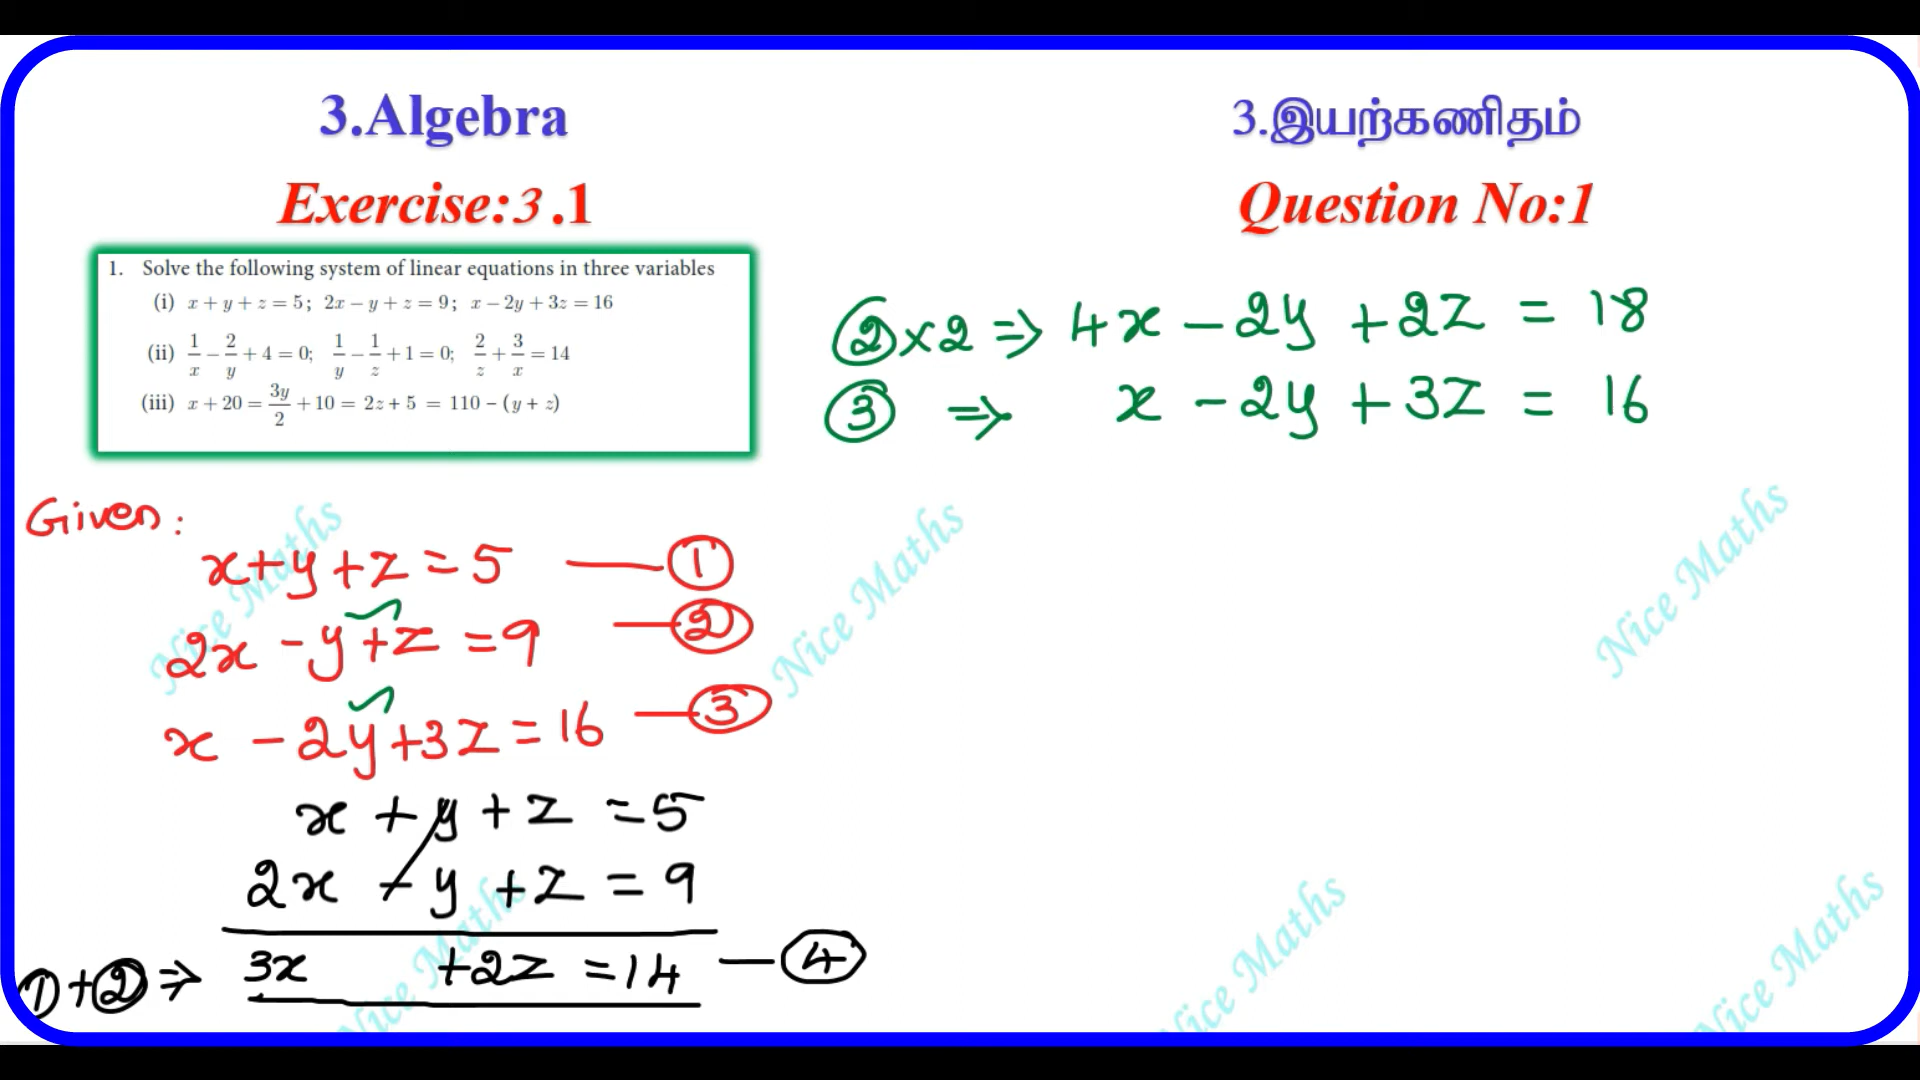 3.Algebra
3.இயற்கணிதம்
Exercise:3.1
Question No:1
1. Solve the following system of linear equations in three variables
(i) x + y + z = 5; 2x − y + z = 9; x − 2y + 3z = 16
(ii) 1/x − 2/y + 4 = 0; 1/y − 1/z + 1 = 0; 2/z + 3/x = 14
(iii) x + 20 = 3y/2 + 10 = 2z + 5 = 110 − (y + z)
Given:
x+y+z=5 —— ①
2x -y+z =9 —②
x - 2y+3z=16 —③
x + y + z =5
2x - y +z = 9
①+②⇒ 3x +2z =14 —④
②×2 ⇒ 4x - 2y + 2z = 18
③ ⇒ x - 2y + 3z = 16
Nice Maths
Nice Maths
Nice Maths
Nice Maths
Nice Maths
Nice Maths